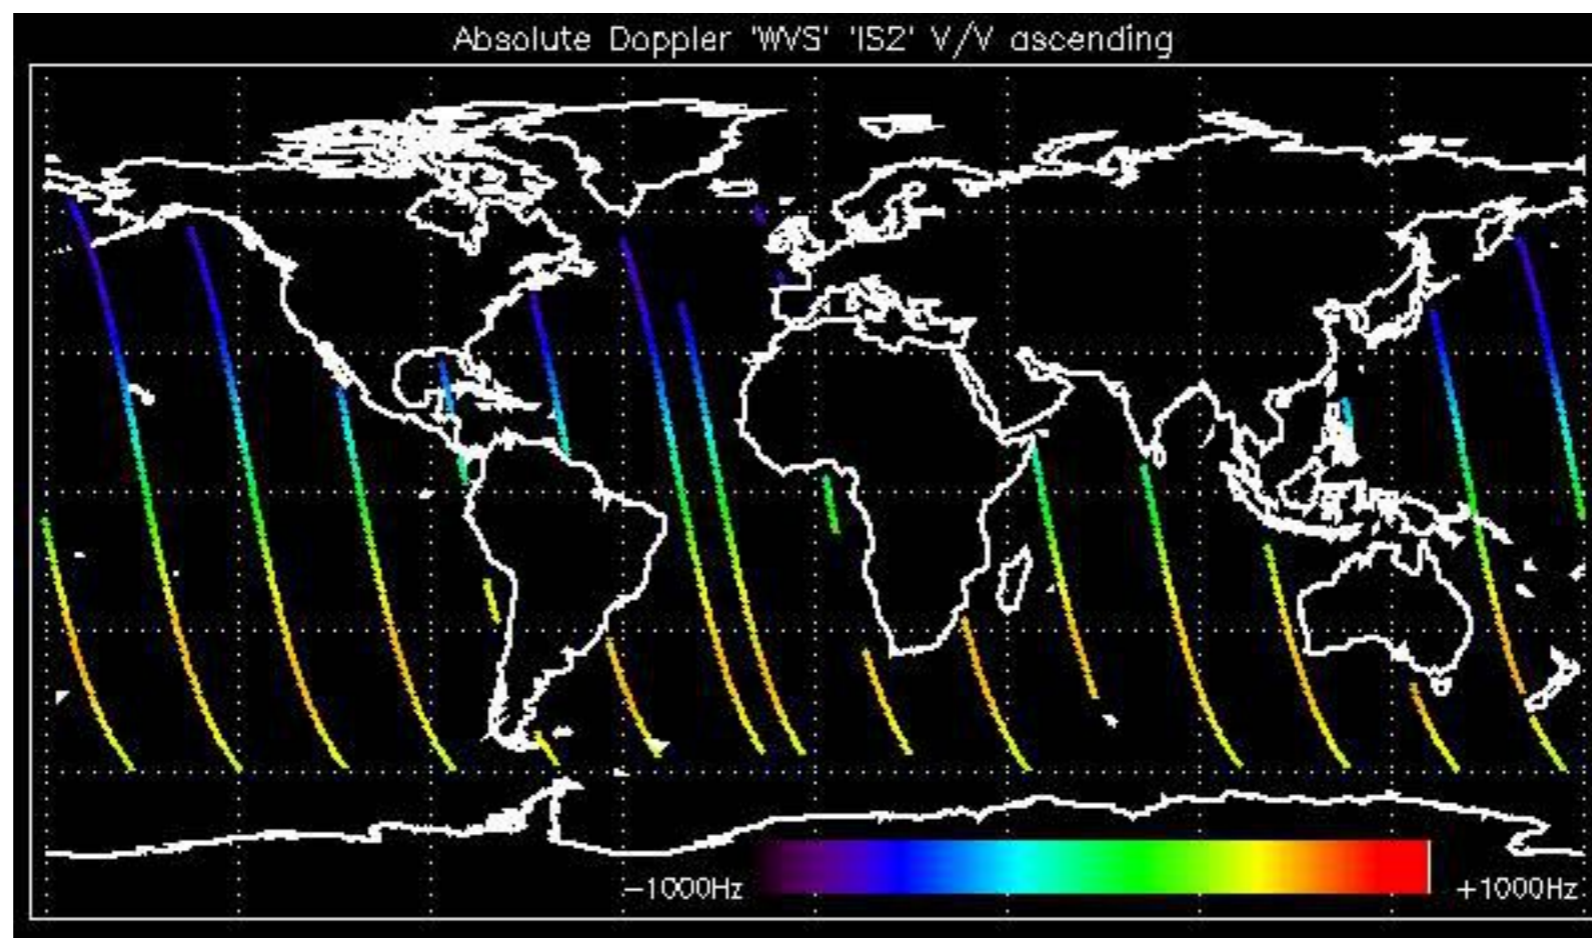 Absolute Doppler 'WVS' 'IS2' V/V ascending
−1000Hz +1000Hz